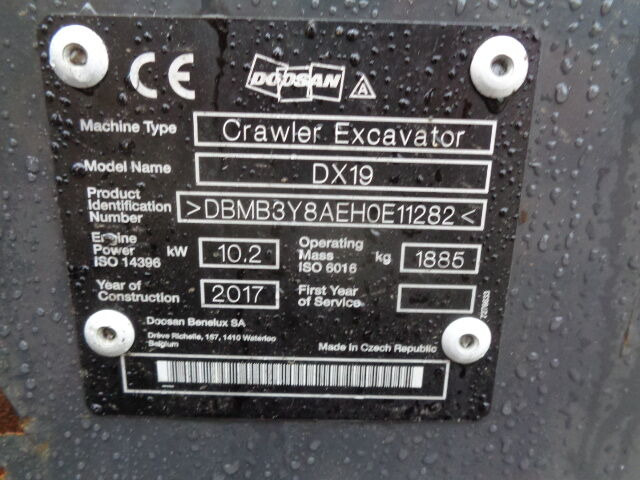 CE DOOSAN A
Machine Type Crawler Excavator
Model Name DX19
Product
Identification
Number >DBMB3Y8AEH0E11282<
Engine
Power kW
ISO 14396
10.2
Operating
Mass kg
ISO 6016
1885
Year of
Construction
2017
First Year
of Service
Doosan Benelux SA
Drève Richelle, 167, 1410 Waterloo
Belgium
Made in Czech Republic